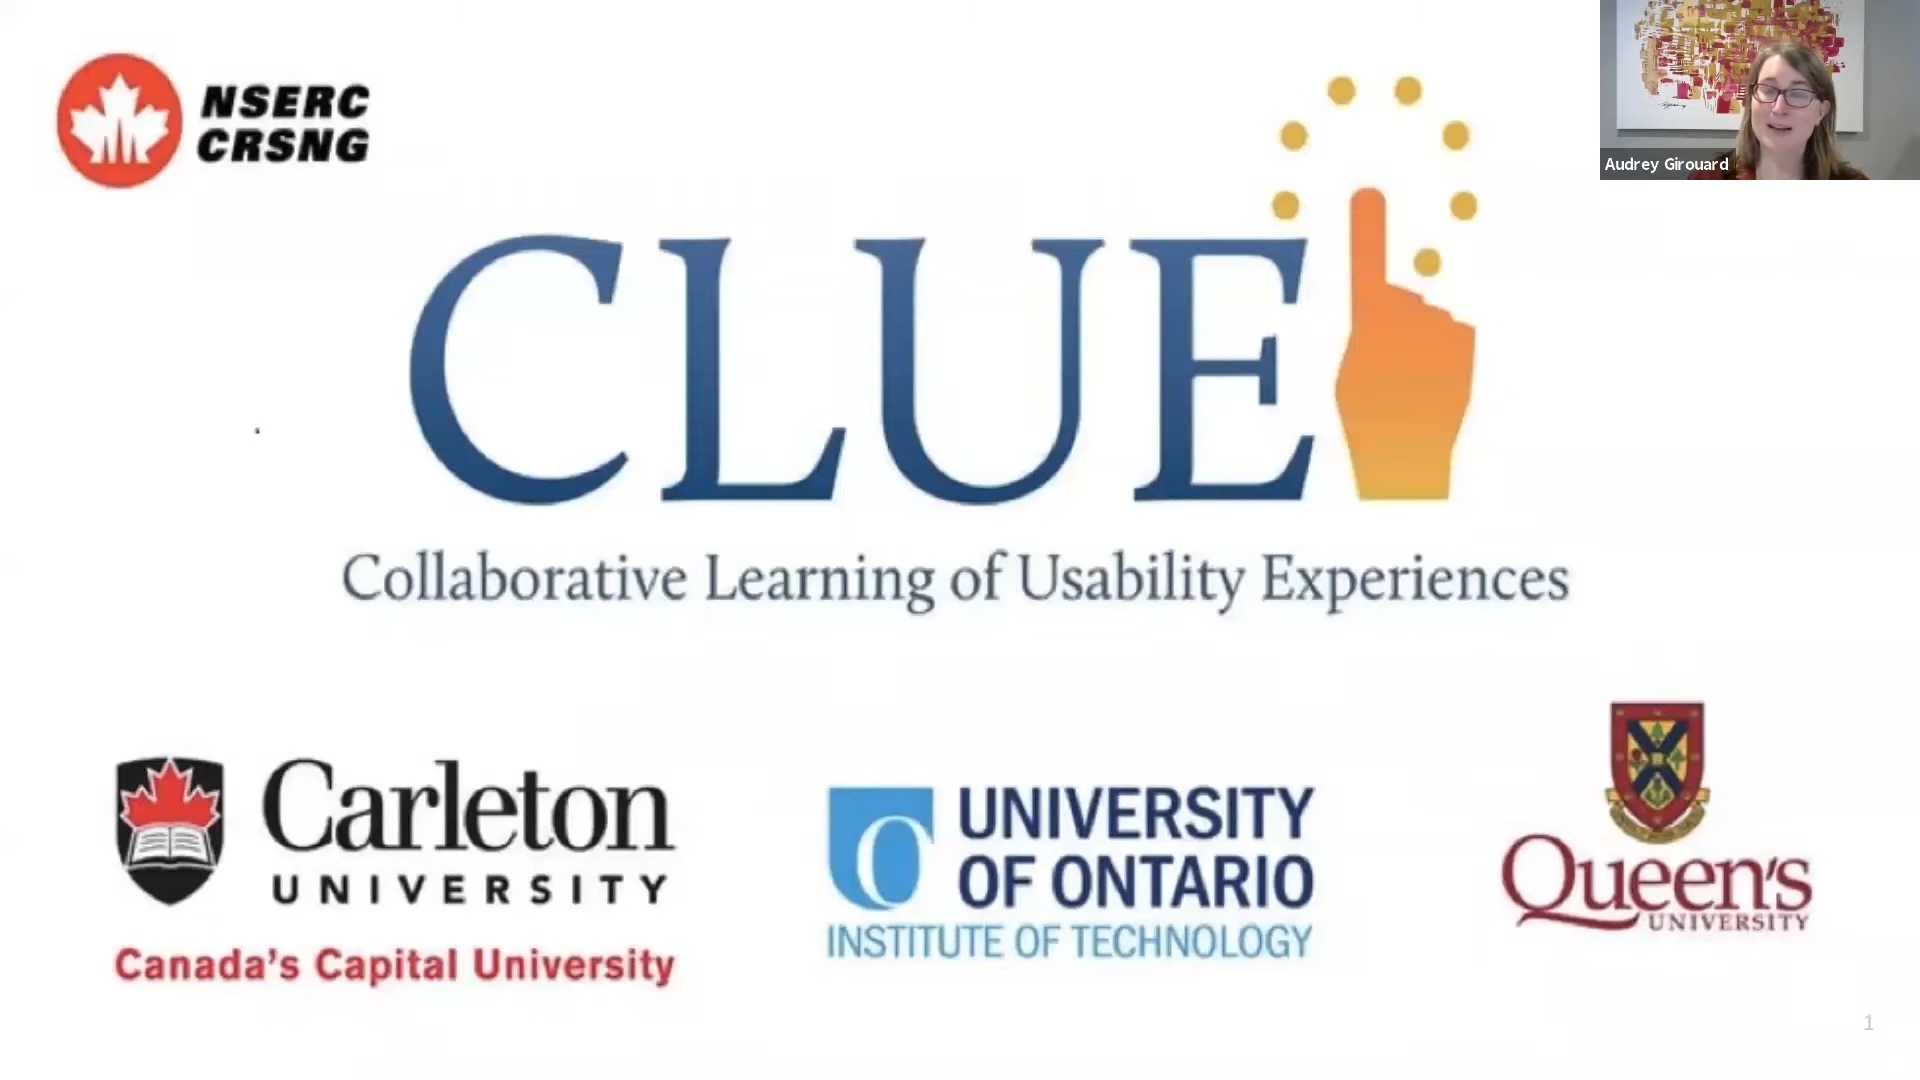 NSERC
CRSNG
Audrey Girouard
CLUE
Collaborative Learning of Usability Experiences
Carleton
UNIVERSITY
Canada's Capital University
UNIVERSITY
OF ONTARIO
INSTITUTE OF TECHNOLOGY
Queen's
UNIVERSITY
1